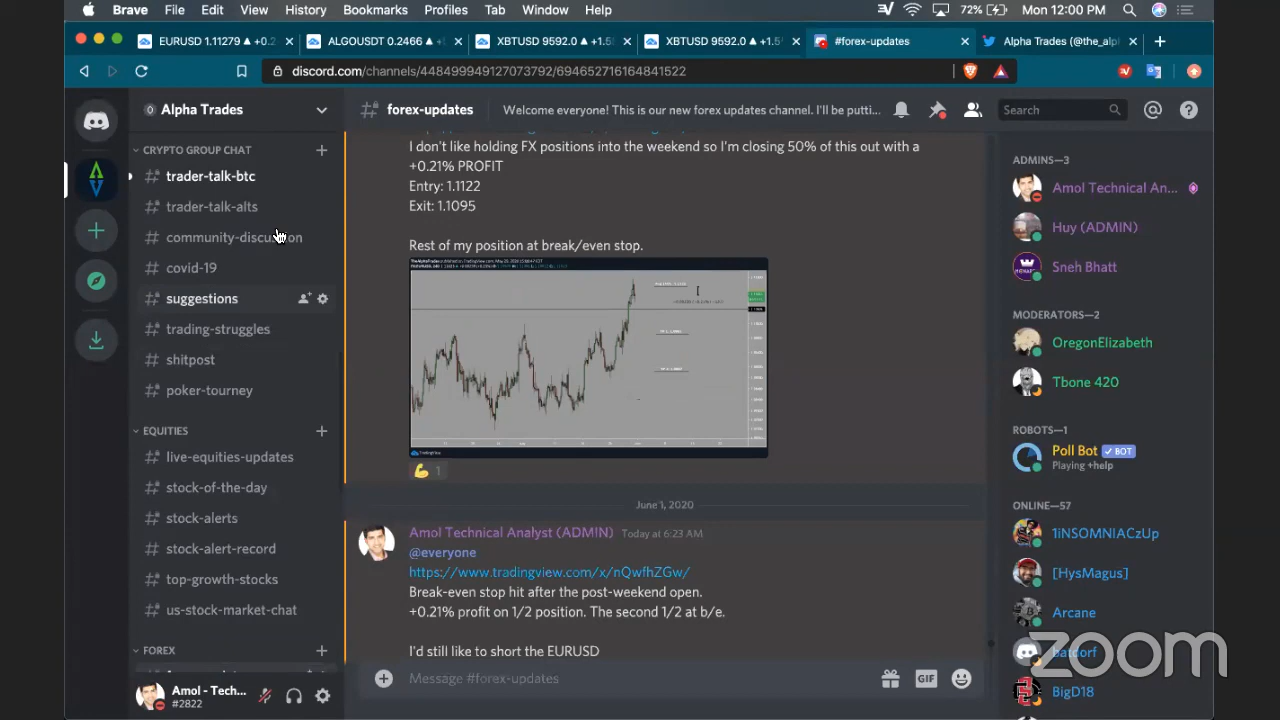 Brave File Edit View History Bookmarks Profiles Tab Window Help 72% Mon 12:00 PM
EURUSD 1.11279 ▲ +0.2 ALGOUSDT 0.2466 ▲ + XBTUSD 9592.0 ▲ +1.5 XBTUSD 9592.0 ▲ +1.5 #forex-updates Alpha Trades (@the_alp
discord.com/channels/448499949127073792/694652716164841522
Alpha Trades
forex-updates Welcome everyone! This is our new forex updates channel. I'll be putti... Search
CRYPTO GROUP CHAT
trader-talk-btc
trader-talk-alts
community-discussion
covid-19
suggestions
trading-struggles
shitpost
poker-tourney
EQUITIES
live-equities-updates
stock-of-the-day
stock-alerts
stock-alert-record
top-growth-stocks
us-stock-market-chat
FOREX
Amol - Tech...
#2822
I don't like holding FX positions into the weekend so I'm closing 50% of this out with a
+0.21% PROFIT
Entry: 1.1122
Exit: 1.1095
Rest of my position at break/even stop.
TradingView
💪 1
June 1, 2020
Amol Technical Analyst (ADMIN) Today at 6:23 AM
@everyone
https://www.tradingview.com/x/nQwfhZGw/
Break-even stop hit after the post-weekend open.
+0.21% profit on 1/2 position. The second 1/2 at b/e.
I'd still like to short the EURUSD
Message #forex-updates
GIF
ADMINS—3
Amol Technical An...
Huy (ADMIN)
Sneh Bhatt
MODERATORS—2
OregonElizabeth
Tbone 420
ROBOTS—1
Poll Bot ✓ BOT
Playing +help
ONLINE—57
1iNSOMNIACzUp
[HysMagus]
Arcane
batdorf
BigD18
zoom